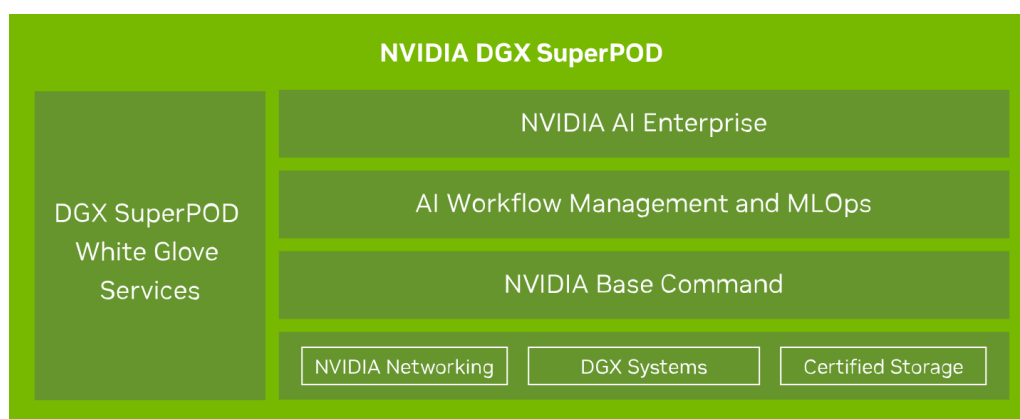 NVIDIA DGX SuperPOD
DGX SuperPOD
White Glove
Services
NVIDIA AI Enterprise
AI Workflow Management and MLOps
NVIDIA Base Command
NVIDIA Networking
DGX Systems
Certified Storage